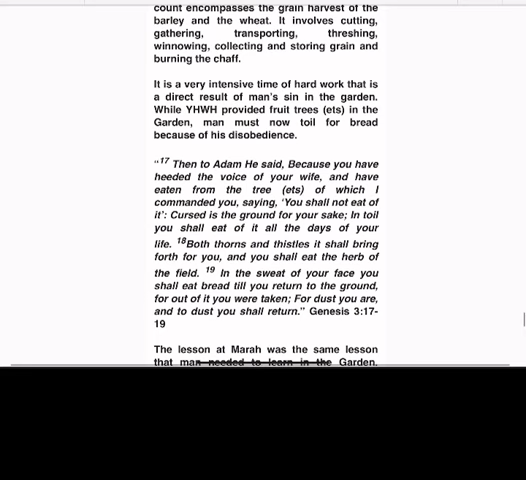 count encompasses the grain harvest of the
barley and the wheat. It involves cutting,
gathering, transporting, threshing,
winnowing, collecting and storing grain and
burning the chaff.
It is a very intensive time of hard work that is
a direct result of man's sin in the garden.
While YHWH provided fruit trees (ets) in the
Garden, man must now toil for bread
because of his disobedience.
"17 Then to Adam He said, Because you have
heeded the voice of your wife, and have
eaten from the tree (ets) of which I
commanded you, saying, 'You shall not eat of
it': Cursed is the ground for your sake; In toil
you shall eat of it all the days of your
life. 18Both thorns and thistles it shall bring
forth for you, and you shall eat the herb of
the field. 19 In the sweat of your face you
shall eat bread till you return to the ground,
for out of it you were taken; For dust you are,
and to dust you shall return." Genesis 3:17-
19
The lesson at Marah was the same lesson
that man needed to learn in the Garden.